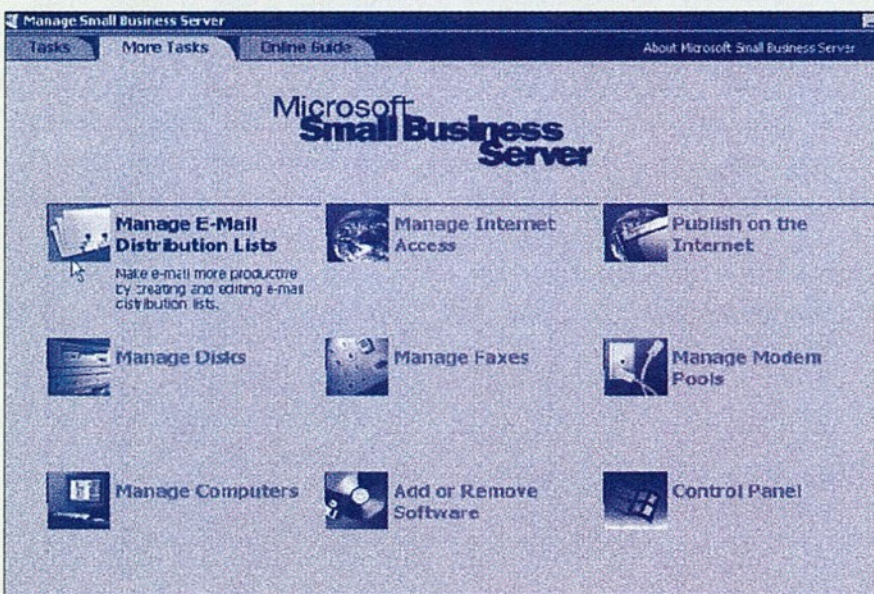 Manage Small Business Server
Tasks
More Tasks
Online Guide
About Microsoft Small Business Server
Microsoft
Small Business
Server
Manage E-Mail
Distribution Lists
Make e-mail more productive
by creating and editing e-mail
distribution lists.
Manage Internet
Access
Publish on the
Internet
Manage Disks
Manage Faxes
Manage Modem
Pools
Manage Computers
Add or Remove
Software
Control Panel